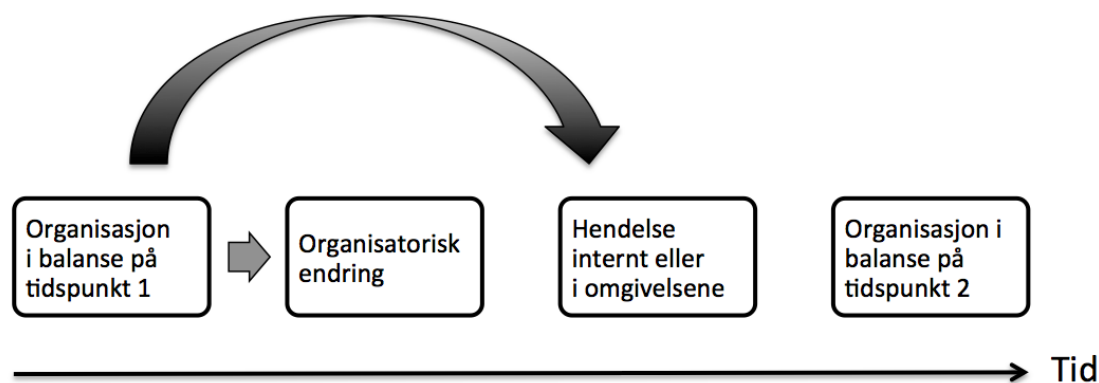 Organisasjon
i balanse på
tidspunkt 1
Organisatorisk
endring
Hendelse
internt eller
i omgivelsene
Organisasjon i
balanse på
tidspunkt 2
Tid